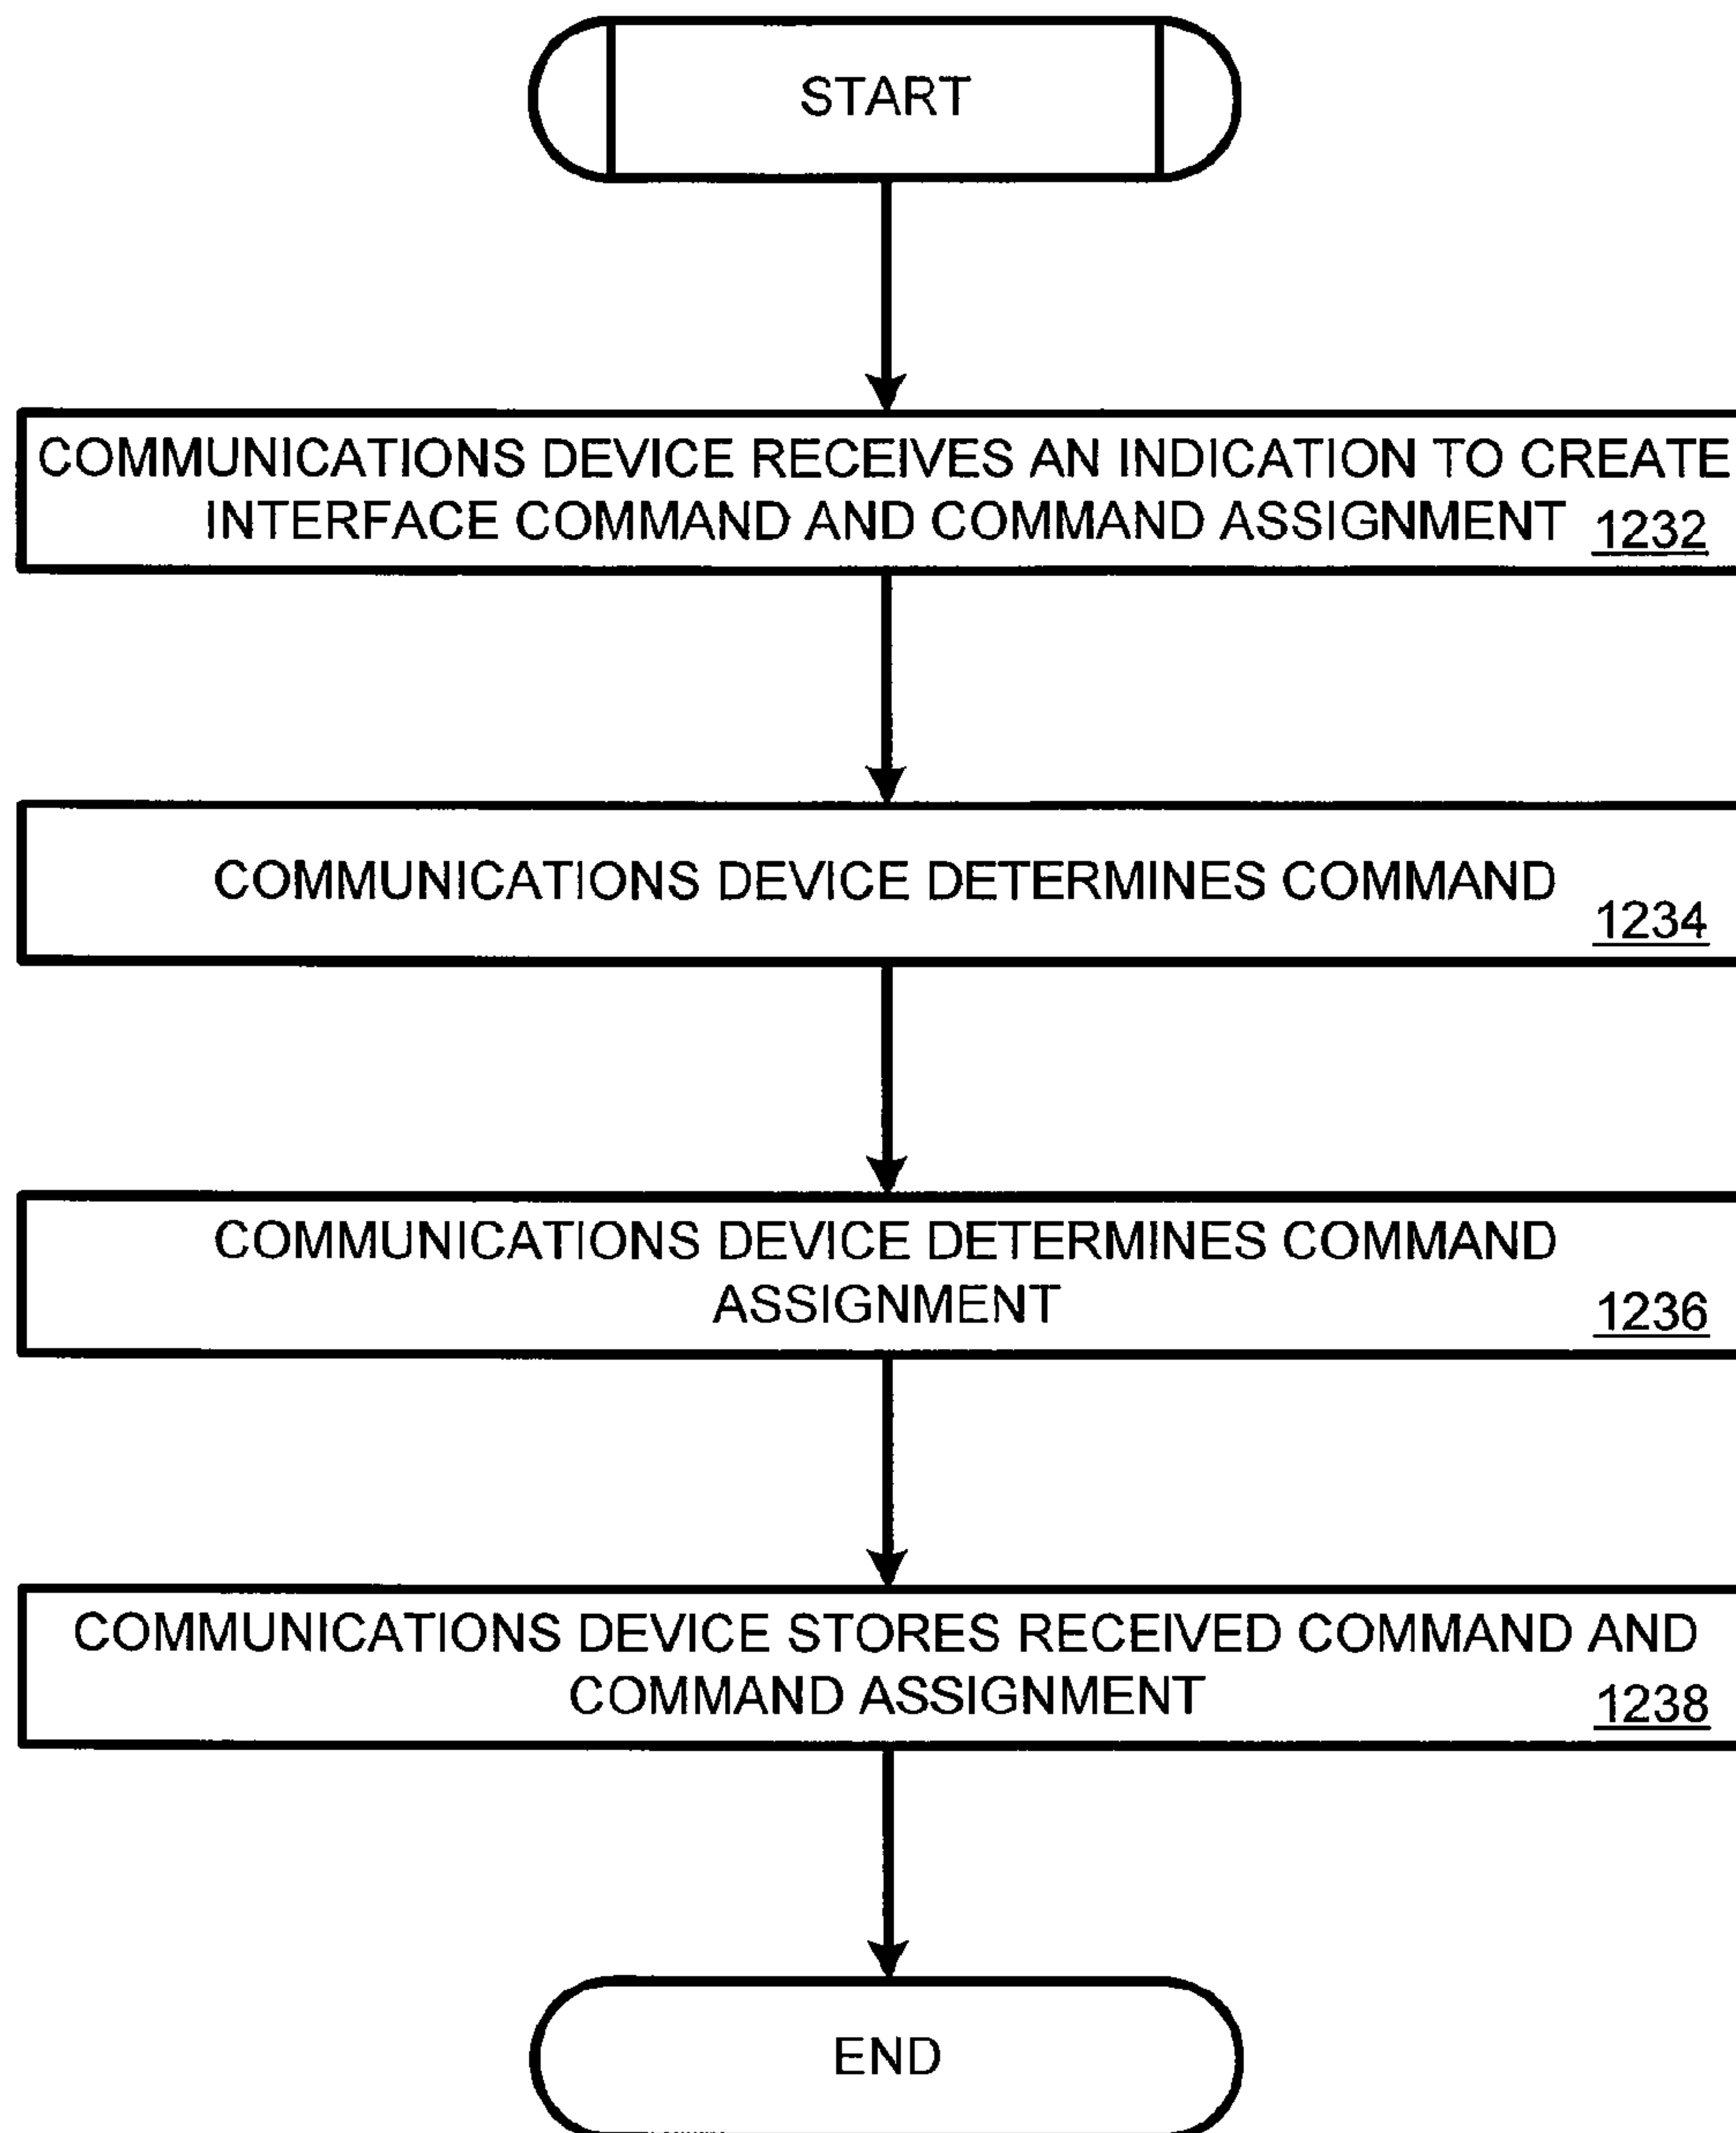 START
COMMUNICATIONS DEVICE RECEIVES AN INDICATION TO CREATE
INTERFACE COMMAND AND COMMAND ASSIGNMENT 1232
COMMUNICATIONS DEVICE DETERMINES COMMAND
1234
COMMUNICATIONS DEVICE DETERMINES COMMAND
ASSIGNMENT 1236
COMMUNICATIONS DEVICE STORES RECEIVED COMMAND AND
COMMAND ASSIGNMENT 1238
END